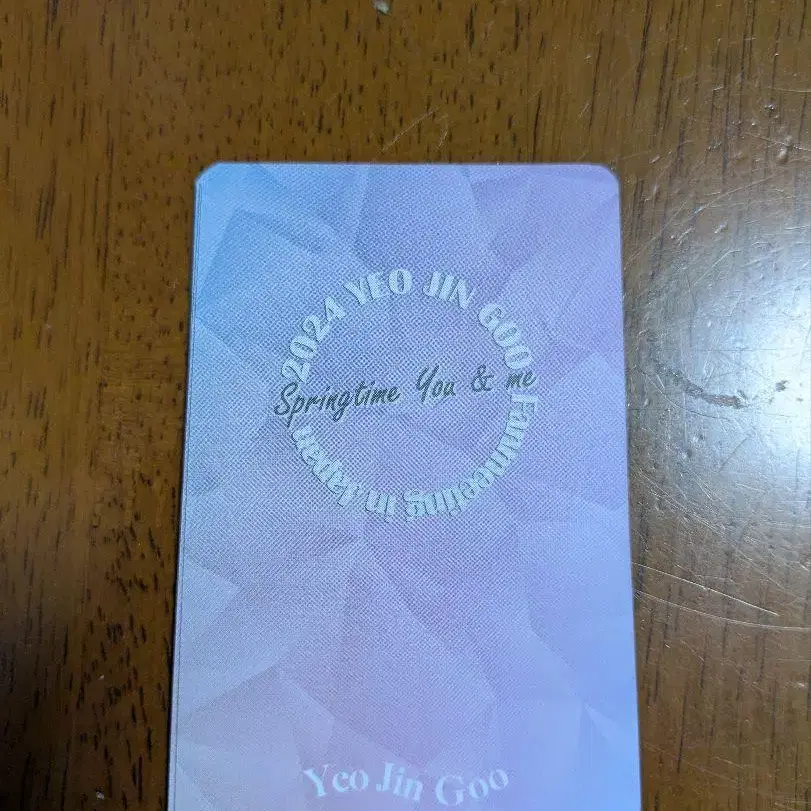 2024 YEO JIN GOO Fanmeeting in Japan
Springtime You & me
Yeo Jin Goo